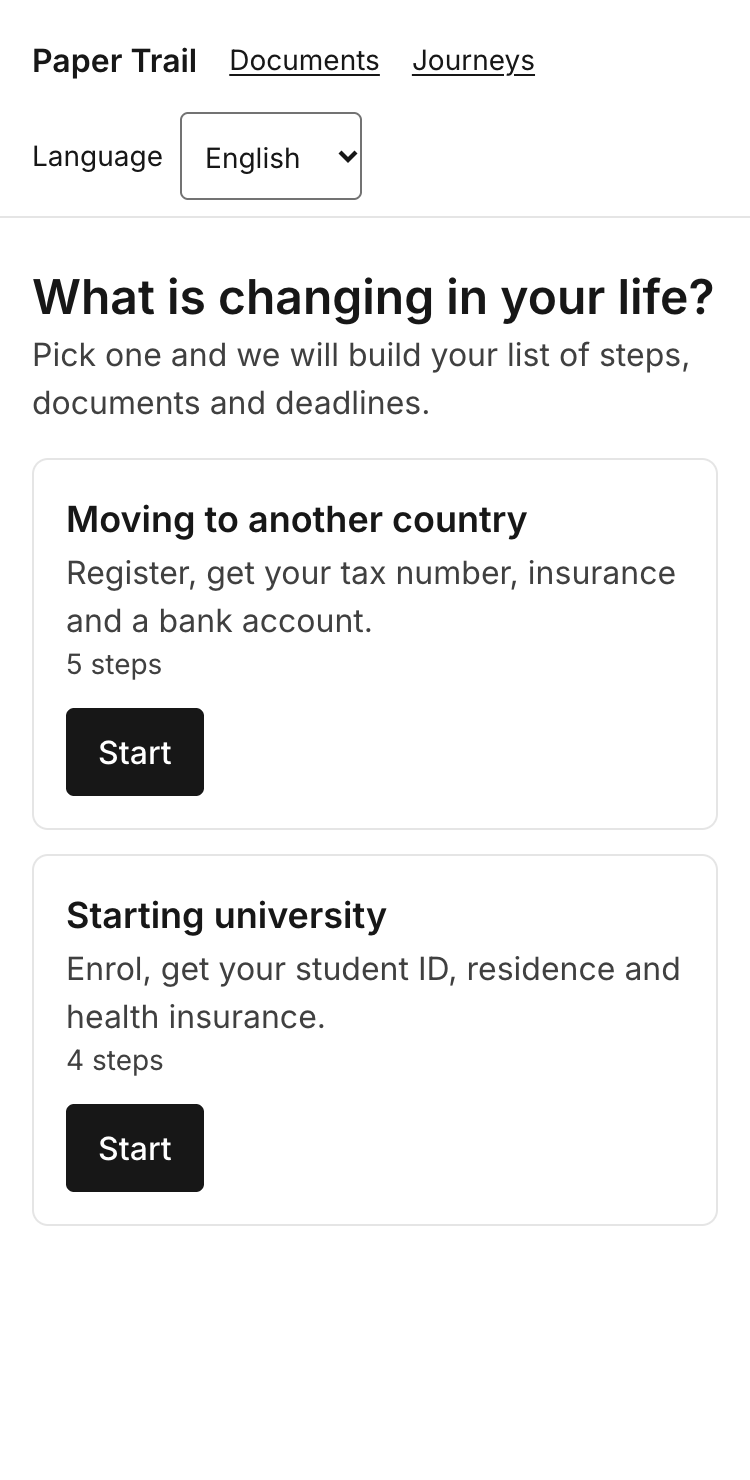 Paper Trail Documents Journeys
Language English
What is changing in your life?
Pick one and we will build your list of steps,
documents and deadlines.
Moving to another country
Register, get your tax number, insurance
and a bank account.
5 steps
Start
Starting university
Enrol, get your student ID, residence and
health insurance.
4 steps
Start